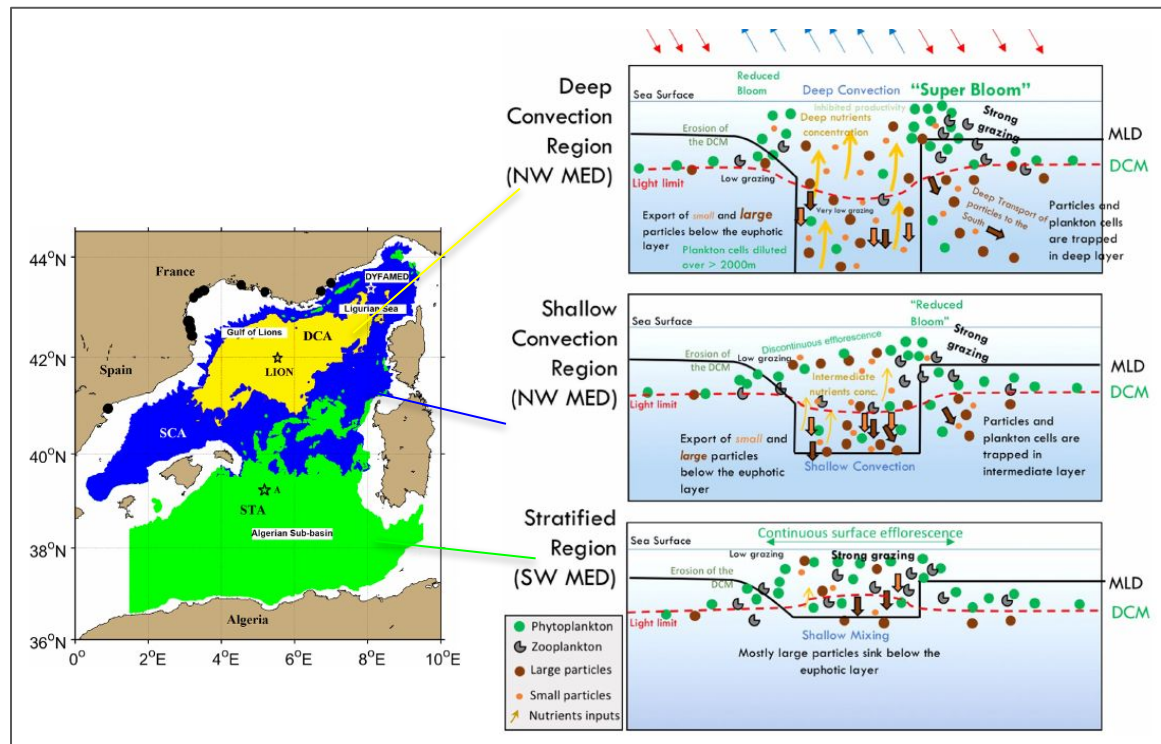 Deep
Convection
Region
(NW MED)
Sea Surface
Reduced
Bloom
Deep Convection
"Super Bloom"
Inhibited productivity
Deep nutrients
concentration
Strong
grazing
Erosion of
the DCM
MLD
DCM
Light limit
Low grazing
Very low grazing
Export of small and large
particles below the euphotic
layer
Plankton cells diluted
over > 2000m
Deep Transport of
particles to the
South
Particles and
plankton cells
are trapped
in deep layer
Shallow
Convection
Region
(NW MED)
Sea Surface
"Reduced
Bloom"
Discontinuous efflorescence
Strong
grazing
Erosion of
the DCM
Low grazing
MLD
Intermediate
nutrients conc.
DCM
Light limit
Export of small and
large particles
below the euphotic
layer
Shallow Convection
Particles and
plankton cells are
trapped in
intermediate layer
Stratified
Region
(SW MED)
Continuous surface efflorescence
Sea Surface
Low grazing
Strong grazing
Erosion of the
DCM
MLD
DCM
Light limit
Shallow Mixing
Mostly large particles sink below the
euphotic layer
Phytoplankton
Zooplankton
Large particles
Small particles
Nutrients inputs
44°N
42°N
40°N
38°N
36°N
0°
2°E
4°E
6°E
8°E
10°E
France
DYFAMED
Ligurian Sea
Gulf of Lions
DCA
LION
Spain
SCA
A
STA
Algerian Sub-basin
Algeria